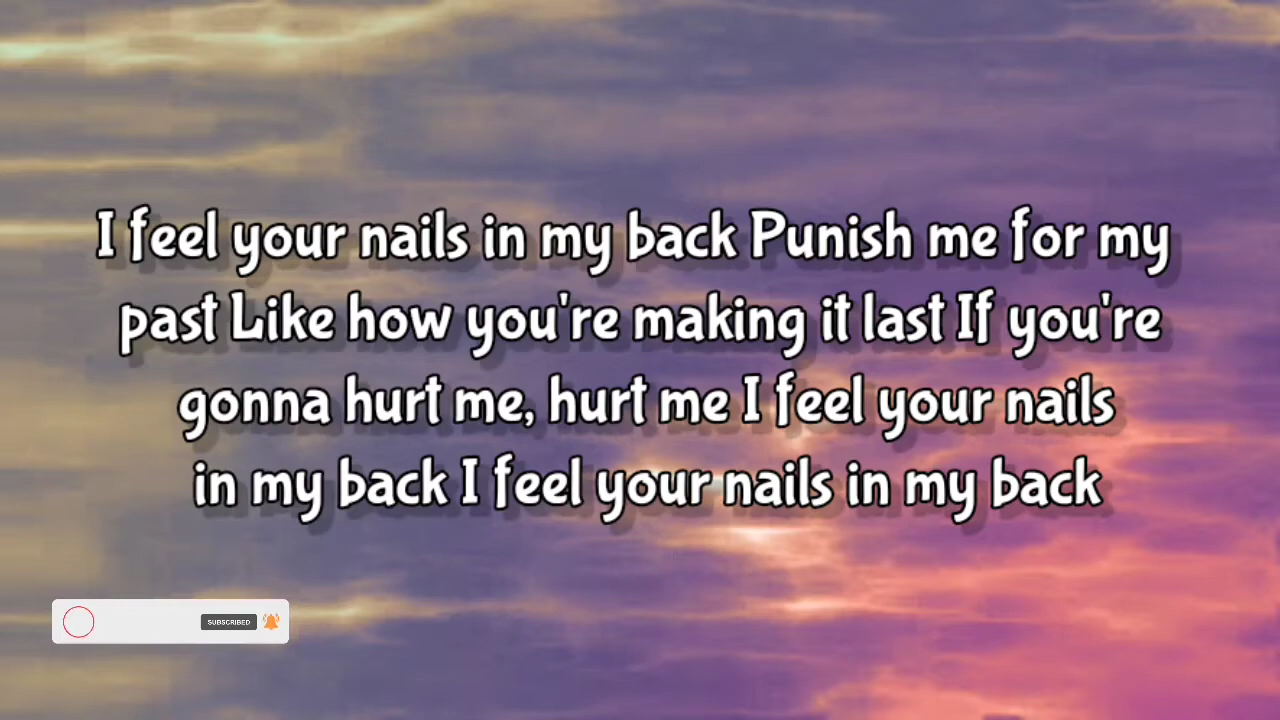 I feel your nails in my back Punish me for my
past Like how you're making it last If you're
gonna hurt me, hurt me I feel your nails
in my back I feel your nails in my back
SUBSCRIBED